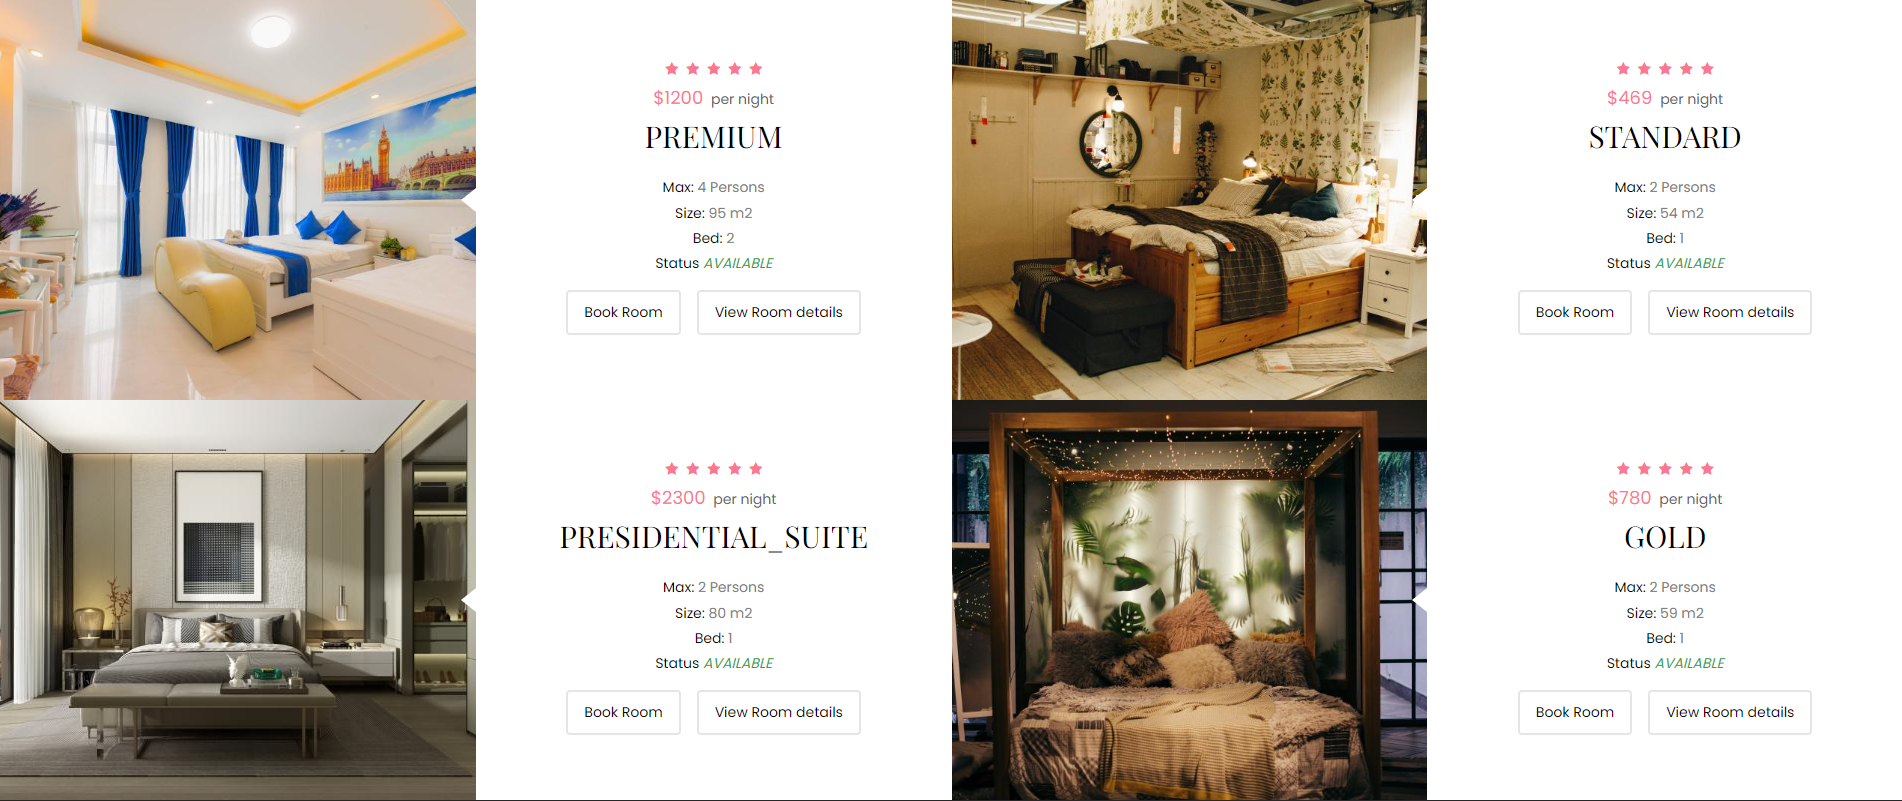 $1200 per night
PREMIUM
Max: 4 Persons
Size: 95 m2
Bed: 2
Status AVAILABLE
Book Room
View Room details
$469 per night
STANDARD
Max: 2 Persons
Size: 54 m2
Bed: 1
Status AVAILABLE
Book Room
View Room details
$2300 per night
PRESIDENTIAL_SUITE
Max: 2 Persons
Size: 80 m2
Bed: 1
Status AVAILABLE
Book Room
View Room details
$780 per night
GOLD
Max: 2 Persons
Size: 59 m2
Bed: 1
Status AVAILABLE
Book Room
View Room details